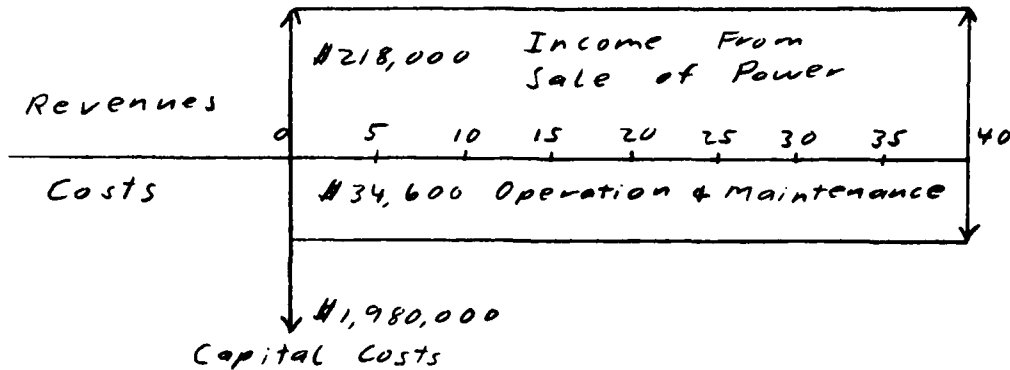 $218,000 Income From
Sale of Power
Revenues
0 5 10 15 20 25 30 35 40
Costs
$34,600 Operation & Maintenance
$1,980,000
Capital Costs